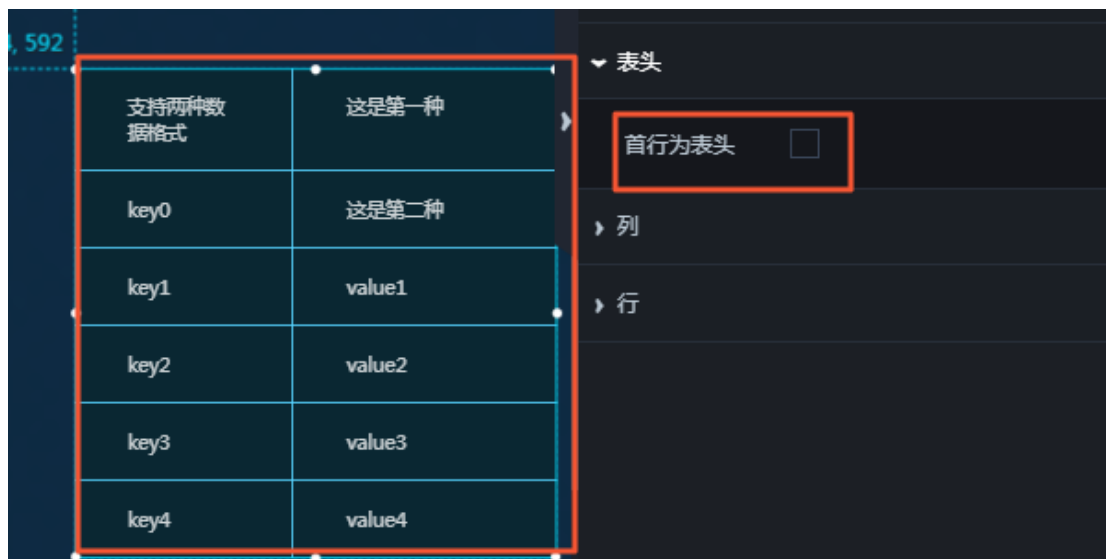 , 592
支持两种数
据格式
这是第一种
key0
这是第二种
key1
value1
key2
value2
key3
value3
key4
value4
表头
首行为表头
列
行